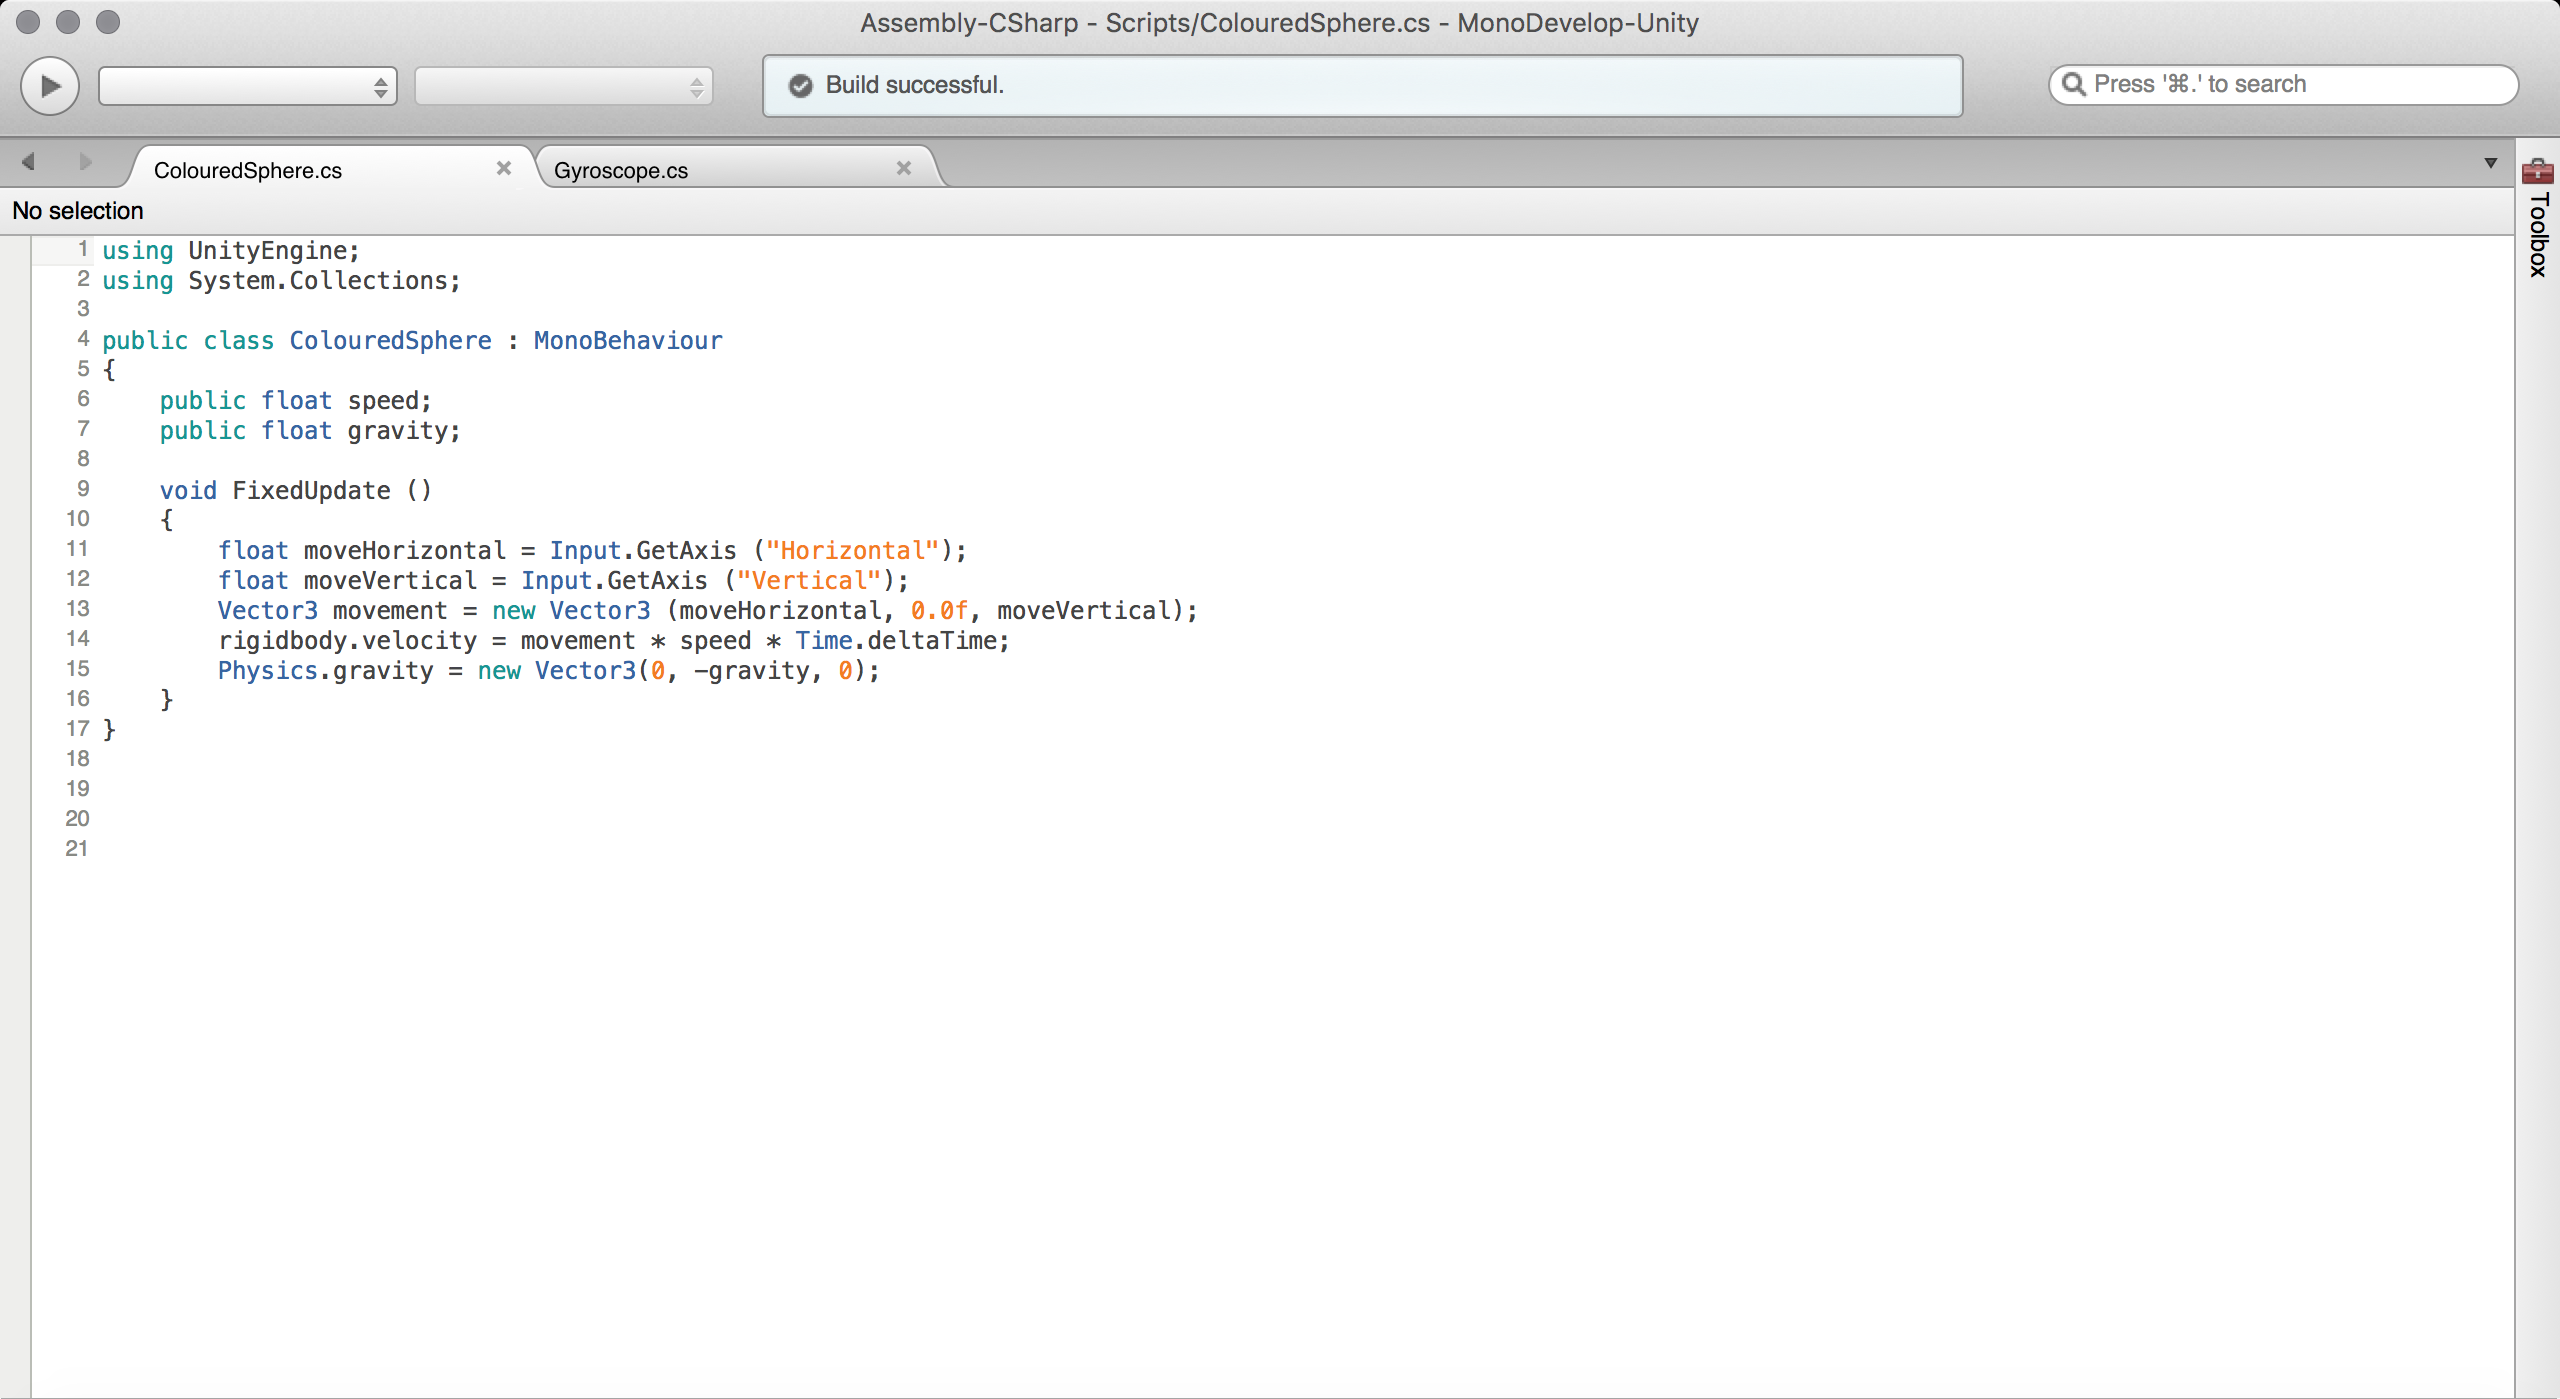 Assembly-CSharp - Scripts/ColouredSphere.cs - MonoDevelop-Unity
Build successful.
Press '⌘.' to search
ColouredSphere.cs
Gyroscope.cs
No selection
Toolbox
1 using UnityEngine;
2 using System.Collections;
3
4 public class ColouredSphere : MonoBehaviour
5 {
6     public float speed;
7     public float gravity;
8
9     void FixedUpdate ()
10     {
11         float moveHorizontal = Input.GetAxis ("Horizontal");
12         float moveVertical = Input.GetAxis ("Vertical");
13         Vector3 movement = new Vector3 (moveHorizontal, 0.0f, moveVertical);
14         rigidbody.velocity = movement * speed * Time.deltaTime;
15         Physics.gravity = new Vector3(0, -gravity, 0);
16     }
17 }
18
19
20
21